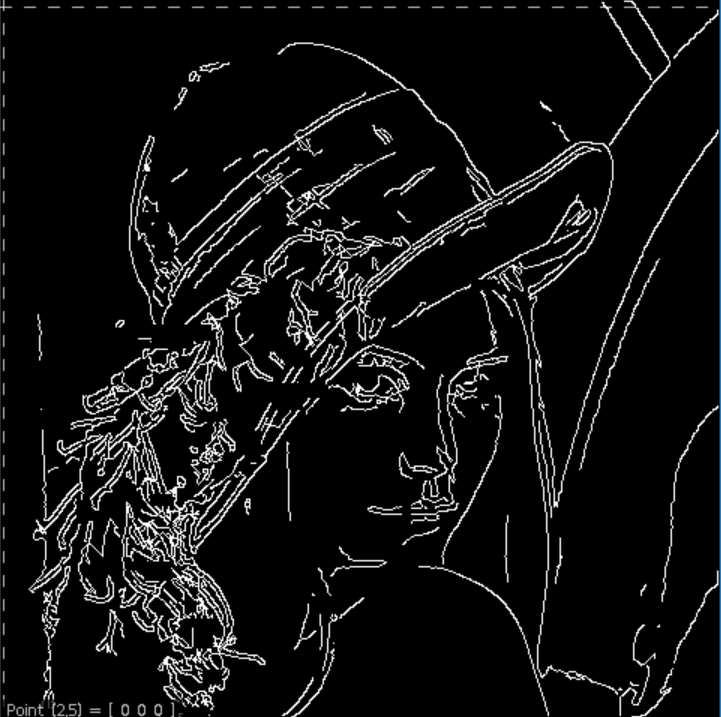 Point (2,5) = [ 0 0 0 ]